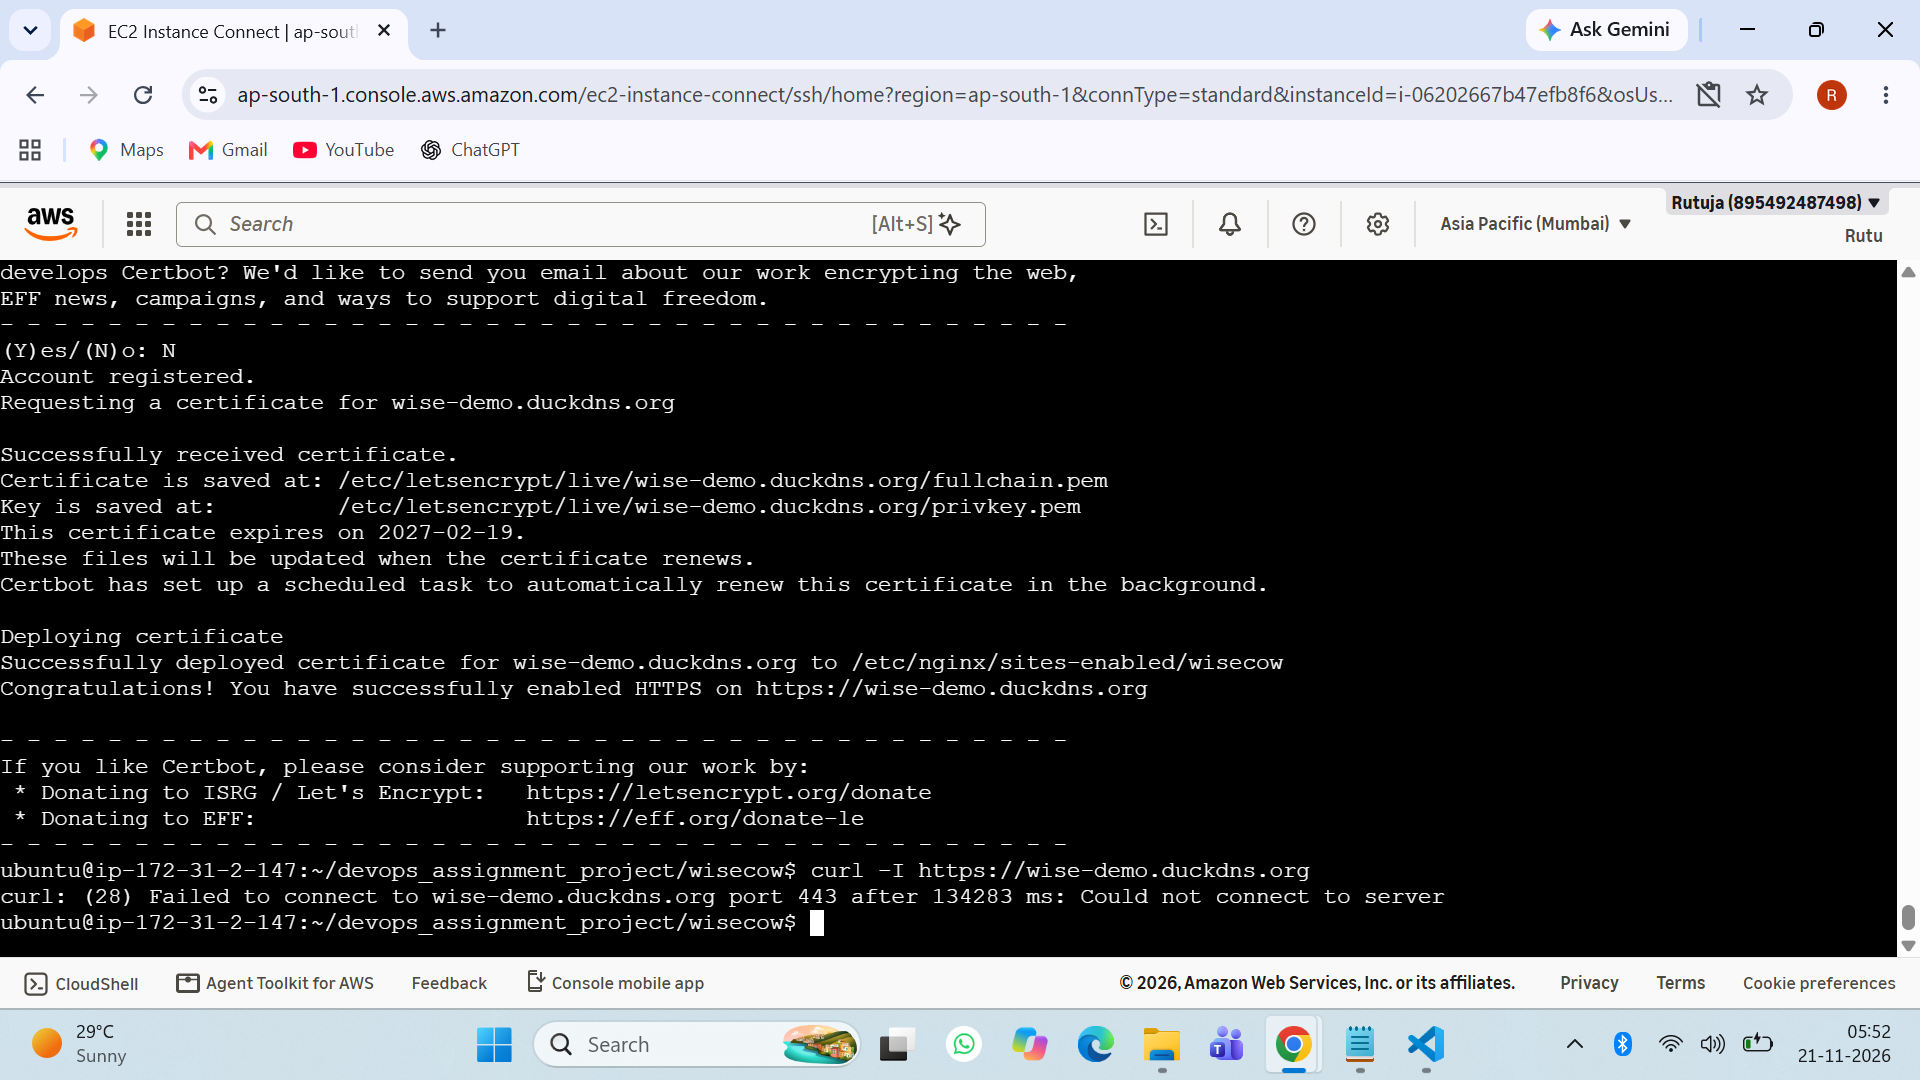 EC2 Instance Connect | ap-sout
Ask Gemini
ap-south-1.console.aws.amazon.com/ec2-instance-connect/ssh/home?region=ap-south-1&connType=standard&instanceId=i-06202667b47efb8f6&osUs...
R
Maps
Gmail
YouTube
ChatGPT
aws
Search
[Alt+S]
Asia Pacific (Mumbai)
Rutuja (895492487498)
Rutu
develops Certbot? We'd like to send you email about our work encrypting the web,
EFF news, campaigns, and ways to support digital freedom.
- - - - - - - - - - - - - - - - - - - - - - - - - - - - - - - - - - - - - - - -
(Y)es/(N)o: N
Account registered.
Requesting a certificate for wise-demo.duckdns.org
Successfully received certificate.
Certificate is saved at: /etc/letsencrypt/live/wise-demo.duckdns.org/fullchain.pem
Key is saved at:         /etc/letsencrypt/live/wise-demo.duckdns.org/privkey.pem
This certificate expires on 2027-02-19.
These files will be updated when the certificate renews.
Certbot has set up a scheduled task to automatically renew this certificate in the background.
Deploying certificate
Successfully deployed certificate for wise-demo.duckdns.org to /etc/nginx/sites-enabled/wisecow
Congratulations! You have successfully enabled HTTPS on https://wise-demo.duckdns.org
- - - - - - - - - - - - - - - - - - - - - - - - - - - - - - - - - - - - - - - -
If you like Certbot, please consider supporting our work by:
 * Donating to ISRG / Let's Encrypt:   https://letsencrypt.org/donate
 * Donating to EFF:                    https://eff.org/donate-le
- - - - - - - - - - - - - - - - - - - - - - - - - - - - - - - - - - - - - - - -
ubuntu@ip-172-31-2-147:~/devops_assignment_project/wisecow$ curl -I https://wise-demo.duckdns.org
curl: (28) Failed to connect to wise-demo.duckdns.org port 443 after 134283 ms: Could not connect to server
ubuntu@ip-172-31-2-147:~/devops_assignment_project/wisecow$
CloudShell
Agent Toolkit for AWS
Feedback
Console mobile app
© 2026, Amazon Web Services, Inc. or its affiliates.
Privacy
Terms
Cookie preferences
29°C
Sunny
Search
05:52
21-11-2026